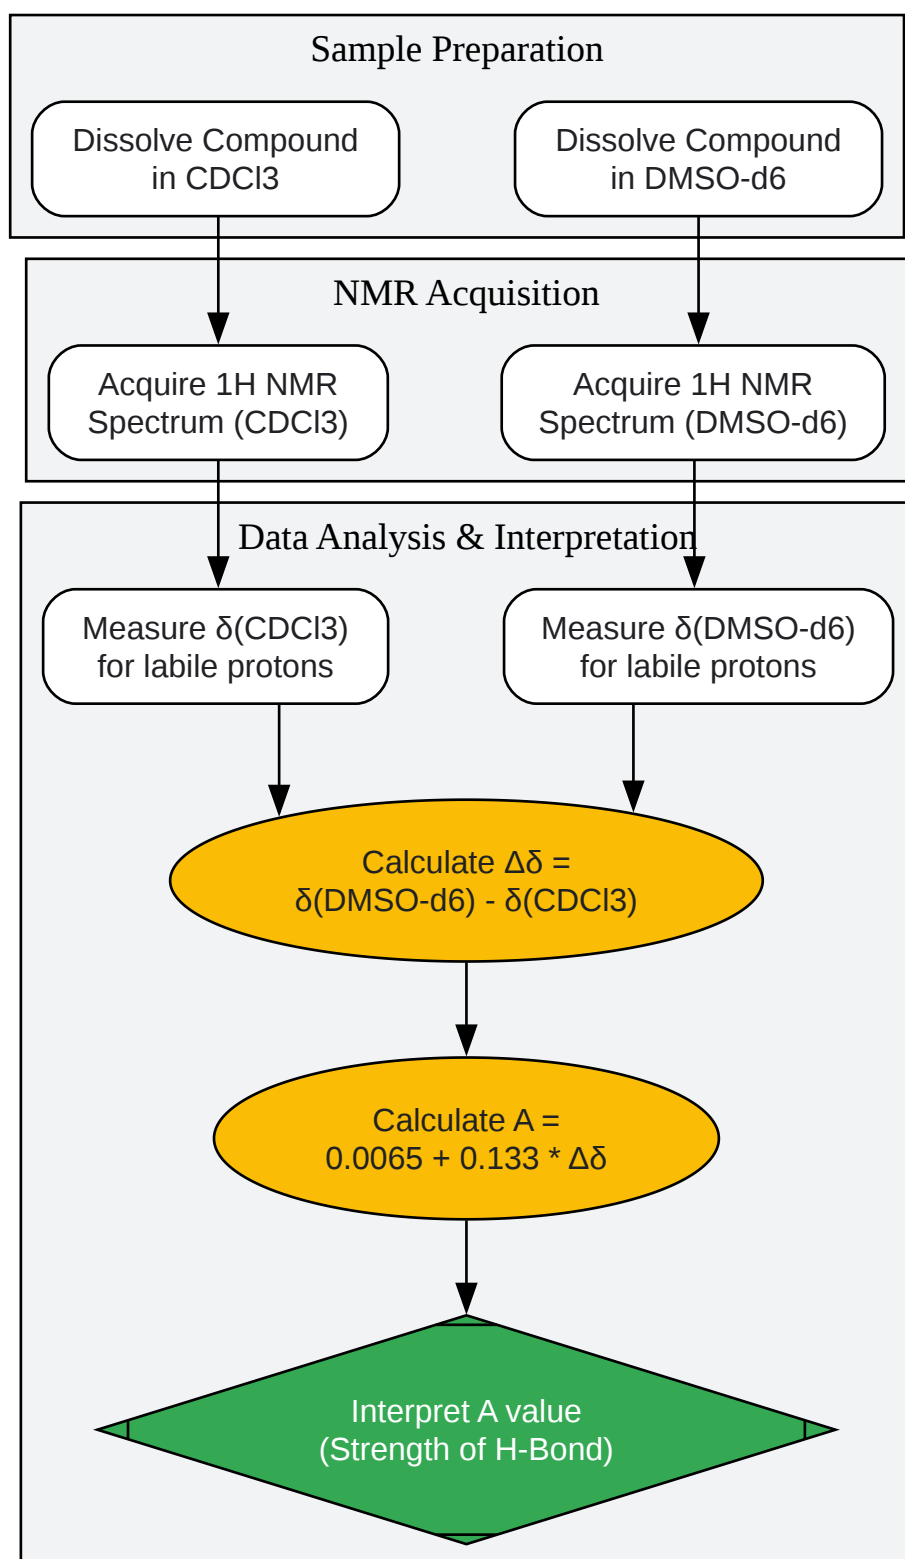 Sample Preparation
Dissolve Compound
in CDCl3
Dissolve Compound
in DMSO-d6
NMR Acquisition
Acquire 1H NMR
Spectrum (CDCl3)
Acquire 1H NMR
Spectrum (DMSO-d6)
Data Analysis & Interpretation
Measure δ(CDCl3)
for labile protons
Measure δ(DMSO-d6)
for labile protons
Calculate Δδ =
δ(DMSO-d6) - δ(CDCl3)
Calculate A =
0.0065 + 0.133 * Δδ
Interpret A value
(Strength of H-Bond)